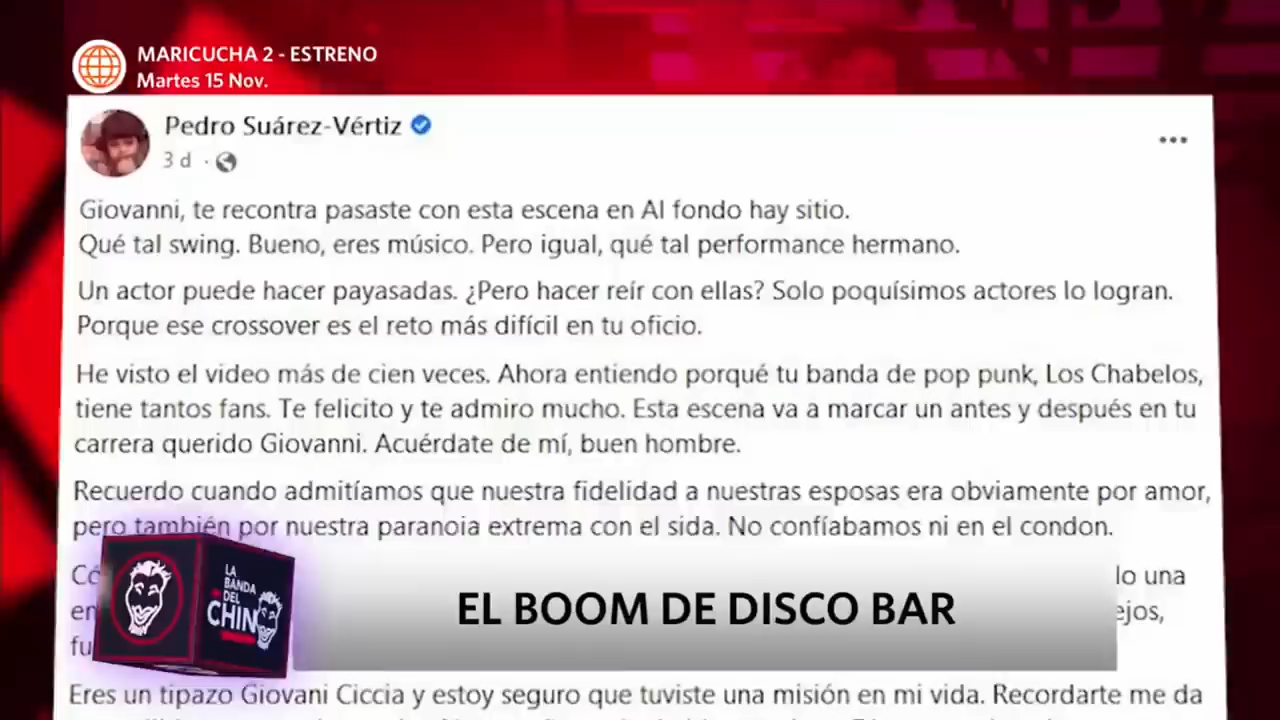 MARICUCHA 2 - ESTRENO
Martes 15 Nov.
Pedro Suárez-Vértiz
3 d
Giovanni, te recontra pasaste con esta escena en Al fondo hay sitio.
Qué tal swing. Bueno, eres músico. Pero igual, qué tal performance hermano.
Un actor puede hacer payasadas. ¿Pero hacer reír con ellas? Solo poquísimos actores lo logran.
Porque ese crossover es el reto más difícil en tu oficio.
He visto el video más de cien veces. Ahora entiendo porqué tu banda de pop punk, Los Chabelos,
tiene tantos fans. Te felicito y te admiro mucho. Esta escena va a marcar un antes y después en tu
carrera querido Giovanni. Acuérdate de mí, buen hombre.
Recuerdo cuando admitíamos que nuestra fidelidad a nuestras esposas era obviamente por amor,
pero también por nuestra paranoia extrema con el sida. No confíabamos ni en el condon.
una
LA
BANDA
DEL
CHIN
EL BOOM DE DISCO BAR
Eres un tipazo Giovani Ciccia y estoy seguro que tuviste una misión en mi vida. Recordarte me da